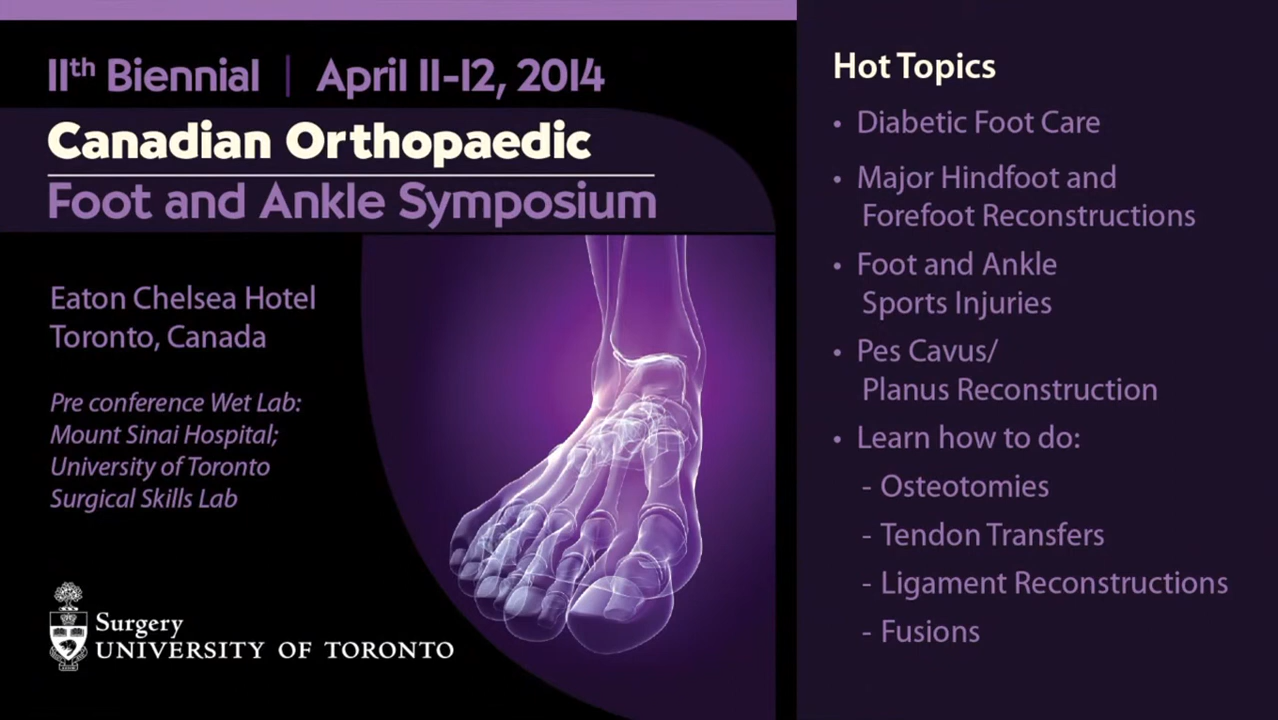 11th Biennial | April 11-12, 2014
Canadian Orthopaedic
Foot and Ankle Symposium
Eaton Chelsea Hotel
Toronto, Canada
Pre conference Wet Lab:
Mount Sinai Hospital;
University of Toronto
Surgical Skills Lab
Surgery
UNIVERSITY OF TORONTO
Hot Topics
• Diabetic Foot Care
• Major Hindfoot and
Forefoot Reconstructions
• Foot and Ankle
Sports Injuries
• Pes Cavus/
Planus Reconstruction
• Learn how to do:
- Osteotomies
- Tendon Transfers
- Ligament Reconstructions
- Fusions